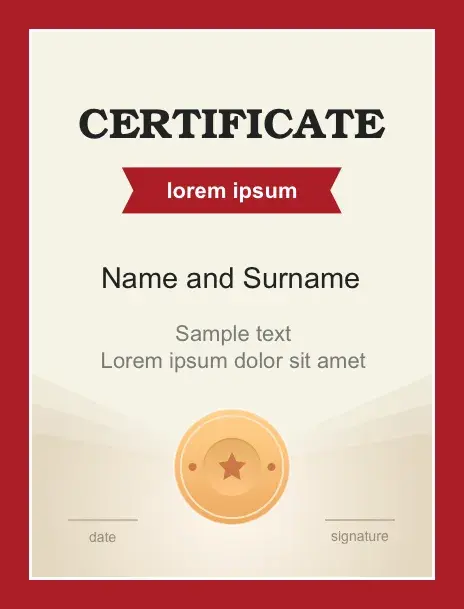 CERTIFICATE
lorem ipsum
Name and Surname
Sample text
Lorem ipsum dolor sit amet
date
signature